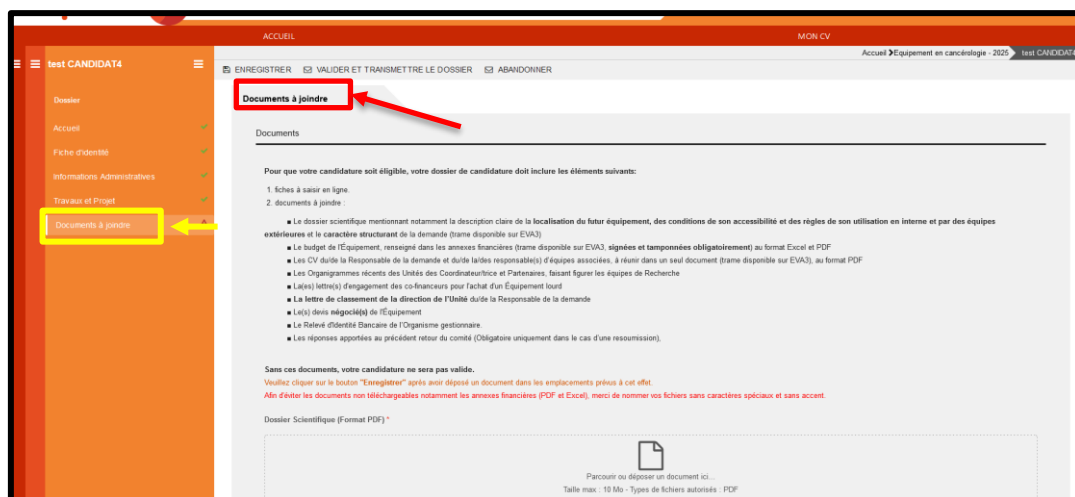 ACCUEIL MON CV
Accueil ❯Equipement en cancérologie - 2025 test CANDIDAT4
test CANDIDAT4
ENREGISTRER VALIDER ET TRANSMETTRE LE DOSSIER ABANDONNER
Dossier
Accueil
Fiche d'identité
Informations Administratives
Travaux et Projet
Documents à joindre
Documents à joindre
Documents
Pour que votre candidature soit éligible, votre dossier de candidature doit inclure les éléments suivants:
1. fiches à saisir en ligne.
2. documents à joindre :
■ Le dossier scientifique mentionnant notamment la description claire de la localisation du futur équipement, des conditions de son accessibilité et des règles de son utilisation en interne et par des équipes
extérieures et le caractère structurant de la demande (trame disponible sur EVA3)
■ Le budget de l'Équipement, renseigné dans les annexes financières (trame disponible sur EVA3, signées et tamponnées obligatoirement) au format Excel et PDF
■ Les CV du/de la Responsable de la demande et du/de la/des responsable(s) d'équipes associées, à réunir dans un seul document (trame disponible sur EVA3), au format PDF
■ Les Organigrammes récents des Unités des Coordinateur/trice et Partenaires, faisant figurer les équipes de Recherche
■ La(es) lettre(s) d'engagement des co-financeurs pour l'achat d'un Équipement lourd
■ La lettre de classement de la direction de l'Unité du/de la Responsable de la demande
■ Le(s) devis négocié(s) de l'Équipement
■ Le Relevé d'Identité Bancaire de l'Organisme gestionnaire.
■ Les réponses apportées au précédent retour du comité (Obligatoire uniquement dans le cas d'une resoumission),
Sans ces documents, votre candidature ne sera pas valide.
Veuillez cliquer sur le bouton "Enregistrer" après avoir déposé un document dans les emplacements prévus à cet effet.
Afin d'éviter les documents non téléchargeables notamment les annexes financières (PDF et Excel), merci de nommer vos fichiers sans caractères spéciaux et sans accent.
Dossier Scientifique (Format PDF) *
Parcourir ou déposer un document ici...
Taille max : 10 Mo - Types de fichiers autorisés : PDF